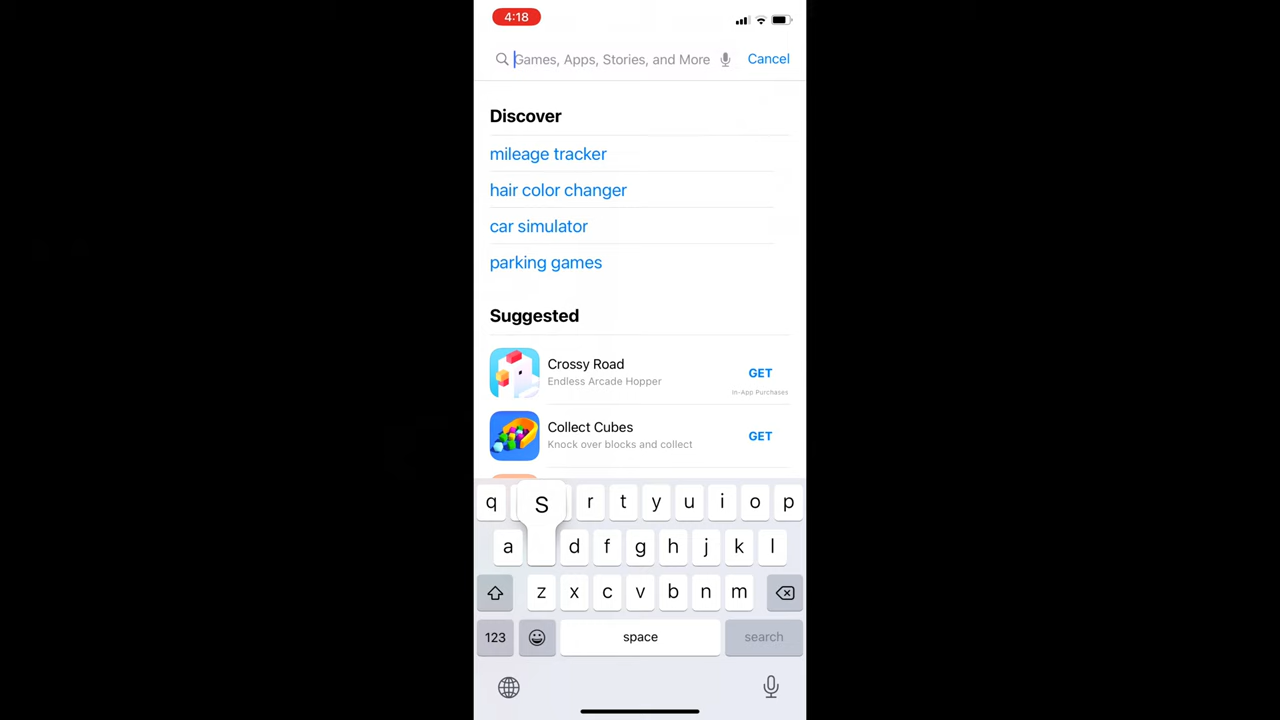 4:18
Games, Apps, Stories, and More
Cancel
Discover
mileage tracker
hair color changer
car simulator
parking games
Suggested
Crossy Road
Endless Arcade Hopper
GET
In-App Purchases
Collect Cubes
Knock over blocks and collect
GET
q S r t y u i o p
a d f g h j k l
z x c v b n m
123 space search